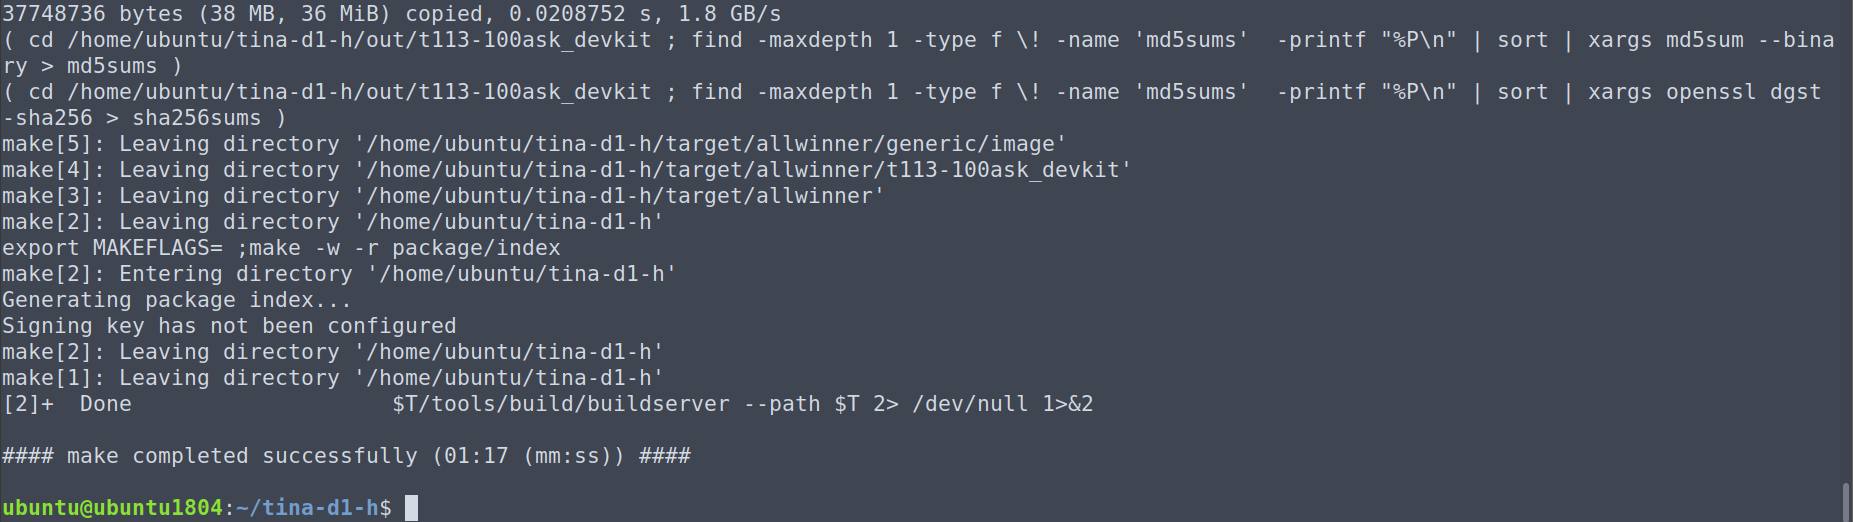 37748736 bytes (38 MB, 36 MiB) copied, 0.0208752 s, 1.8 GB/s
( cd /home/ubuntu/tina-d1-h/out/t113-100ask_devkit ; find -maxdepth 1 -type f \! -name 'md5sums'  -printf "%P\n" | sort | xargs md5sum --bina
ry > md5sums )
( cd /home/ubuntu/tina-d1-h/out/t113-100ask_devkit ; find -maxdepth 1 -type f \! -name 'md5sums'  -printf "%P\n" | sort | xargs openssl dgst
-sha256 > sha256sums )
make[5]: Leaving directory '/home/ubuntu/tina-d1-h/target/allwinner/generic/image'
make[4]: Leaving directory '/home/ubuntu/tina-d1-h/target/allwinner/t113-100ask_devkit'
make[3]: Leaving directory '/home/ubuntu/tina-d1-h/target/allwinner'
make[2]: Leaving directory '/home/ubuntu/tina-d1-h'
export MAKEFLAGS= ;make -w -r package/index
make[2]: Entering directory '/home/ubuntu/tina-d1-h'
Generating package index...
Signing key has not been configured
make[2]: Leaving directory '/home/ubuntu/tina-d1-h'
make[1]: Leaving directory '/home/ubuntu/tina-d1-h'
[2]+  Done                    $T/tools/build/buildserver --path $T 2> /dev/null 1>&2
#### make completed successfully (01:17 (mm:ss)) ####
ubuntu@ubuntu1804:~/tina-d1-h$